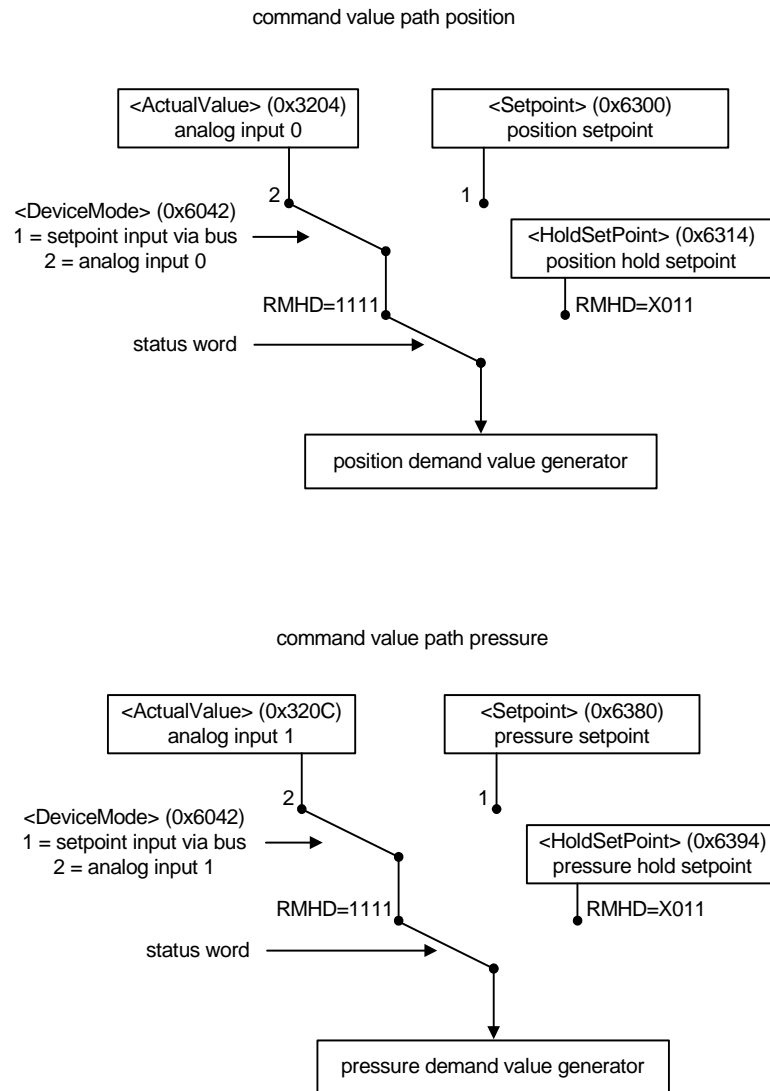 command value path position
<ActualValue> (0x3204)
analog input 0
<Setpoint> (0x6300)
position setpoint
2
1
<DeviceMode> (0x6042)
1 = setpoint input via bus
2 = analog input 0
<HoldSetPoint> (0x6314)
position hold setpoint
RMHD=1111
RMHD=X011
status word
position demand value generator
command value path pressure
<ActualValue> (0x320C)
analog input 1
<Setpoint> (0x6380)
pressure setpoint
2
1
<DeviceMode> (0x6042)
1 = setpoint input via bus
2 = analog input 1
<HoldSetPoint> (0x6394)
pressure hold setpoint
RMHD=1111
RMHD=X011
status word
pressure demand value generator